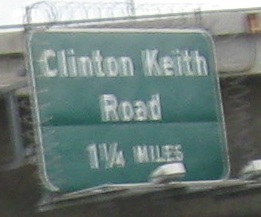 Clinton Keith
Road
1¼ MILES